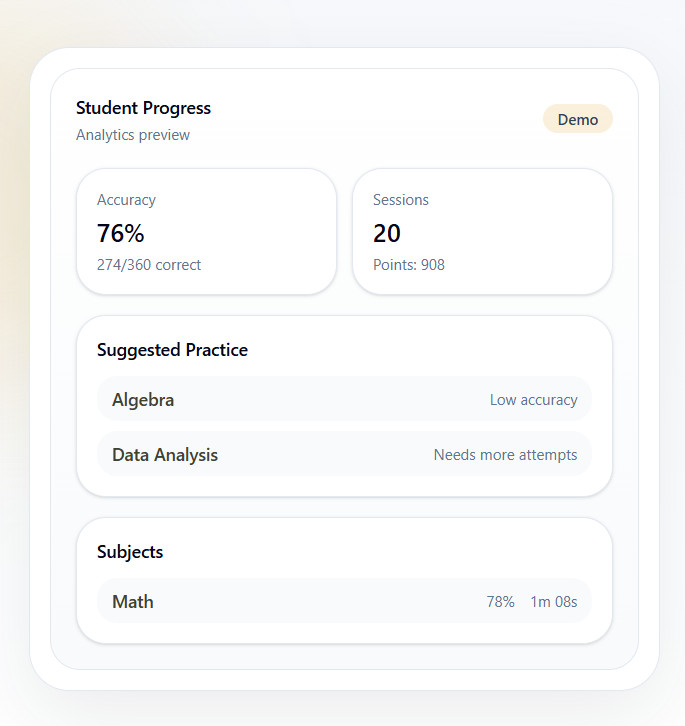 Student Progress
Analytics preview
Demo
Accuracy
76%
274/360 correct
Sessions
20
Points: 908
Suggested Practice
Algebra
Low accuracy
Data Analysis
Needs more attempts
Subjects
Math
78% 1m 08s